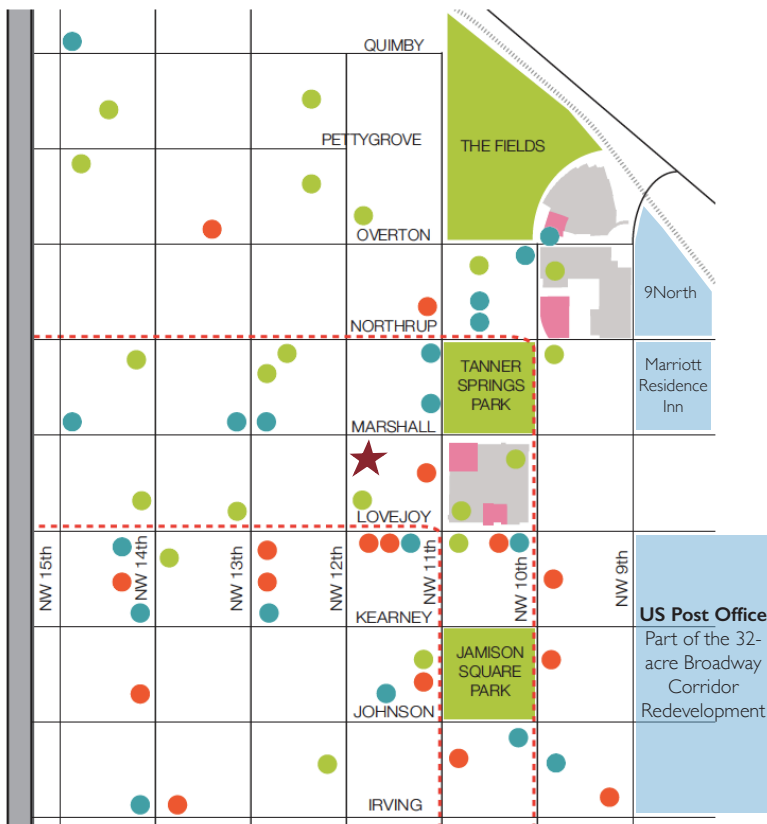 QUIMBY
PETTYGROVE
THE FIELDS
OVERTON
9North
NORTHRUP
TANNER
SPRINGS
PARK
Marriott
Residence
Inn
MARSHALL
LOVEJOY
NW 15th
NW 14th
NW 13th
NW 12th
NW 11th
NW 10th
NW 9th
KEARNEY
US Post Office
Part of the 32-
acre Broadway
Corridor
Redevelopment
JAMISON
SQUARE
PARK
JOHNSON
IRVING